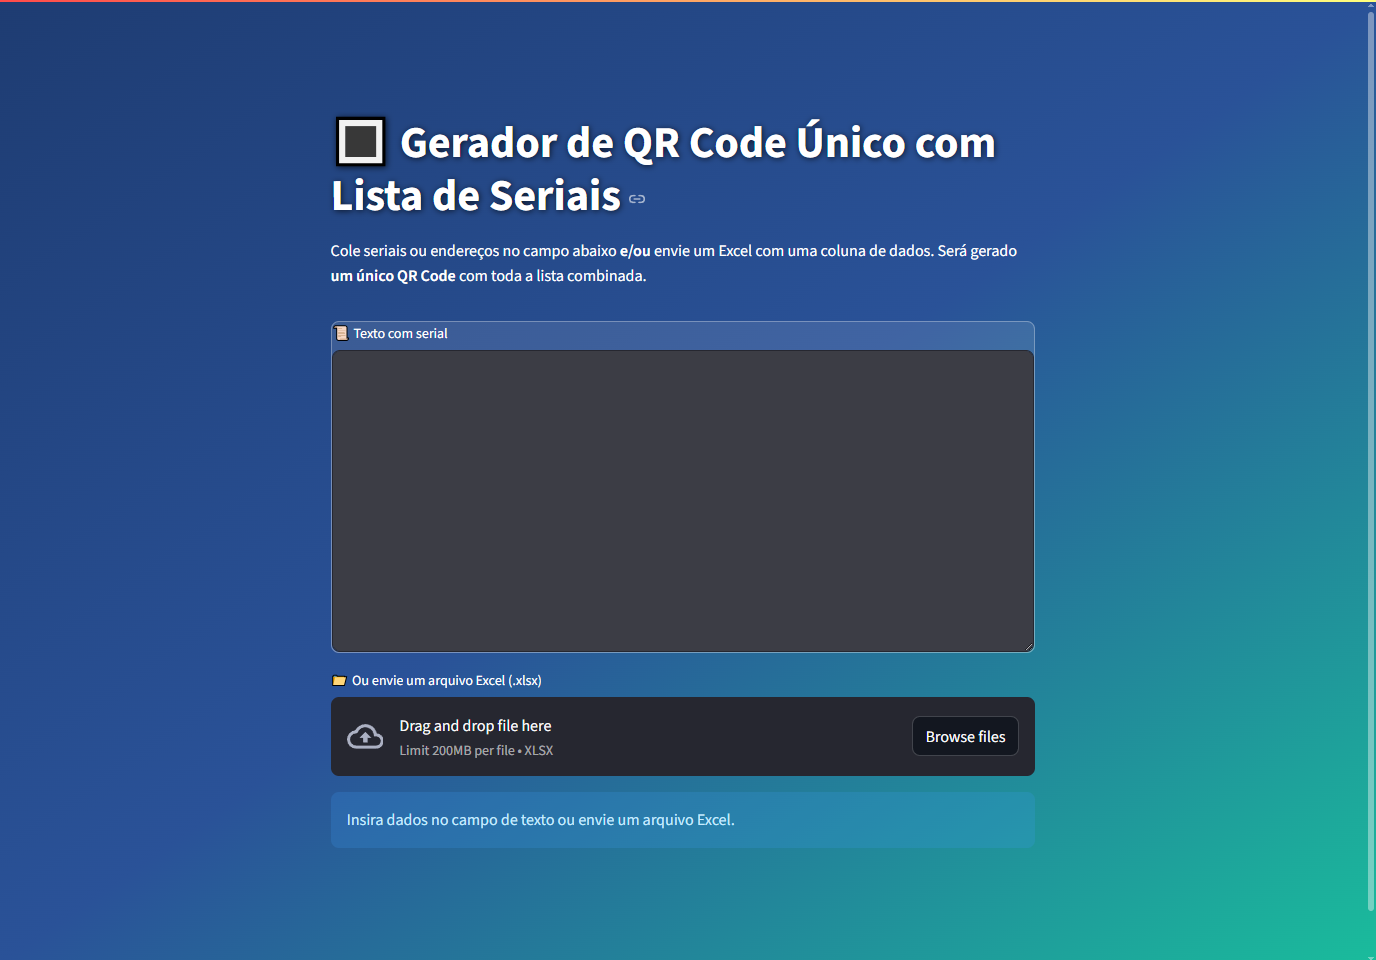 Gerador de QR Code Único com
Lista de Seriais
Cole seriais ou endereços no campo abaixo e/ou envie um Excel com uma coluna de dados. Será gerado
um único QR Code com toda a lista combinada.
Texto com serial
Ou envie um arquivo Excel (.xlsx)
Drag and drop file here
Limit 200MB per file • XLSX
Browse files
Insira dados no campo de texto ou envie um arquivo Excel.